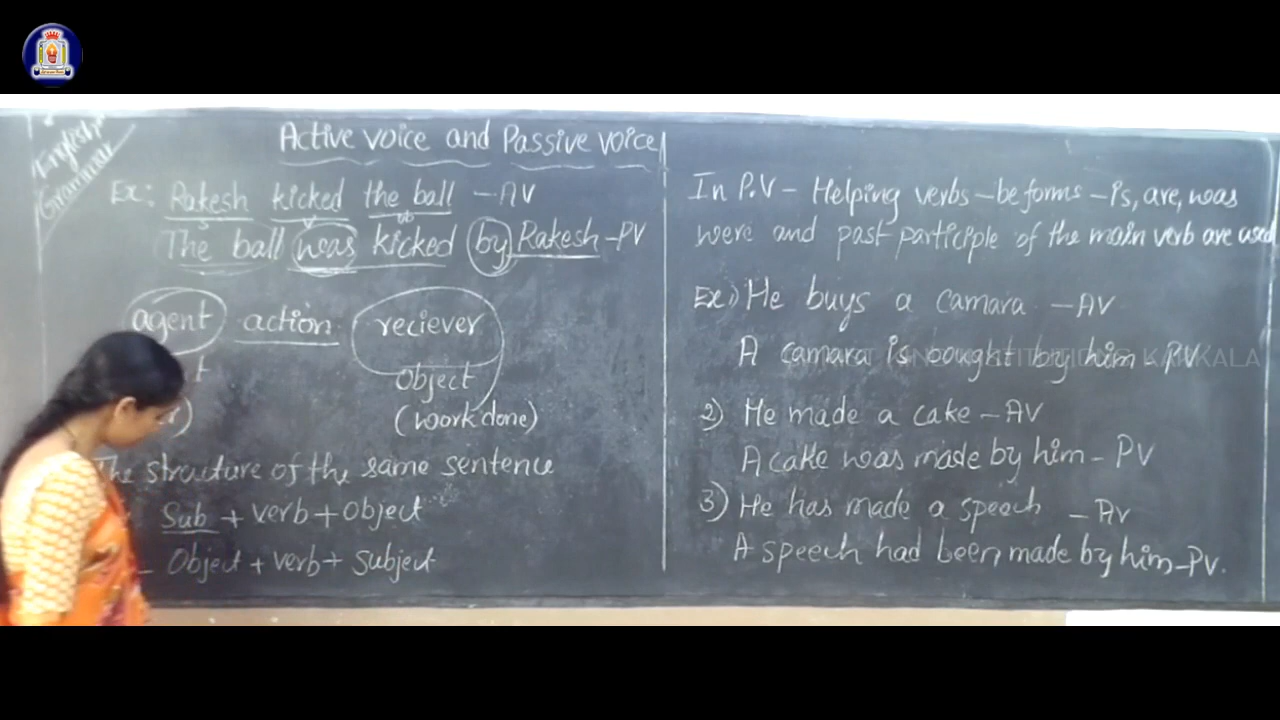 English Grammar
Active voice and Passive voice
Ex: Rakesh kicked the ball - AV
S V ob
The ball was kicked by Rakesh - PV
agent action reciever
Object
(work done)
The structure of the same sentence
Sub + verb + Object
- Object + verb + subject
In P.V - Helping verbs - be forms - is, are, was
were and past participle of the main verb are used
Ex: 1) He buys a camara - AV
A camara is bought by him - PV
2) He made a cake - AV
A cake was made by him - PV
3) He has made a speech - AV
A speech had been made by him - PV.